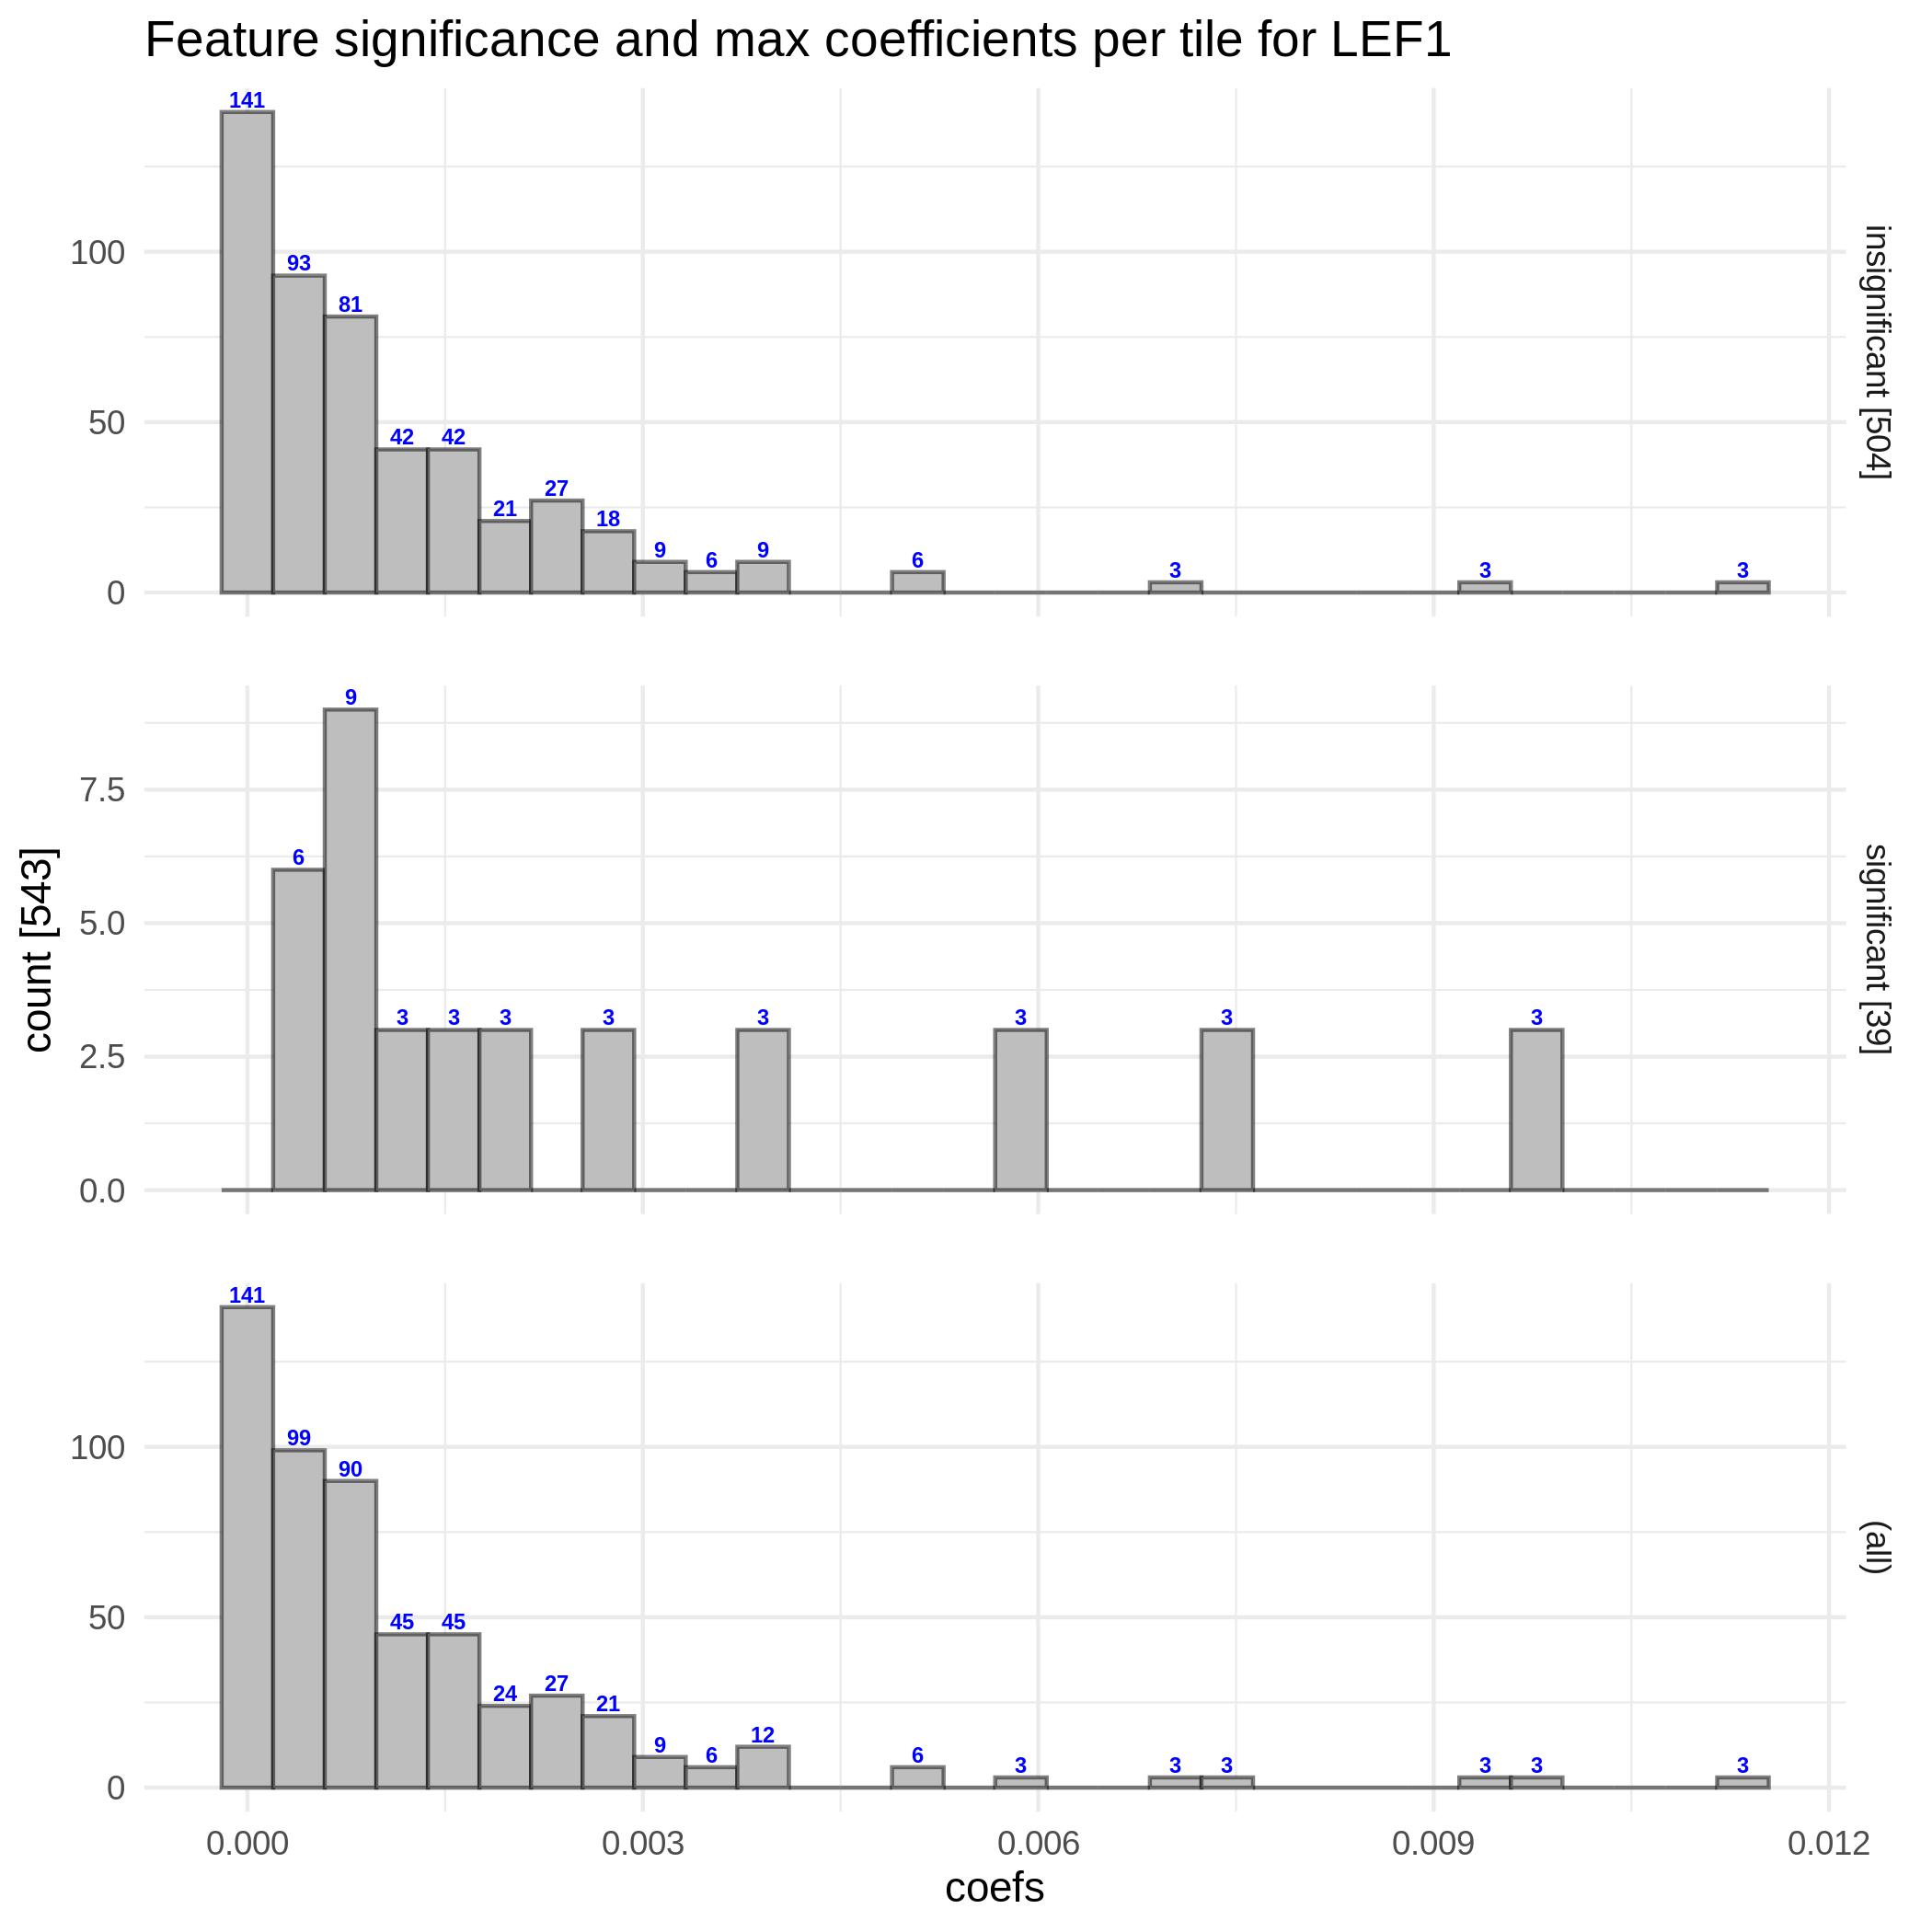 Feature significance and max coefficients per tile for LEF1
141
93
81
42 42
21 27 18
9 6 9 6 3 3 3
100
50
0
insignificant [504]
9
6
3 3 3 3 3 3 3 3
7.5
5.0
2.5
0.0
significant [39]
count [543]
141
99
90
45 45
24 27 21
9 6 12 6 3 3 3 3 3 3
100
50
0
(all)
0.000 0.003 0.006 0.009 0.012
coefs